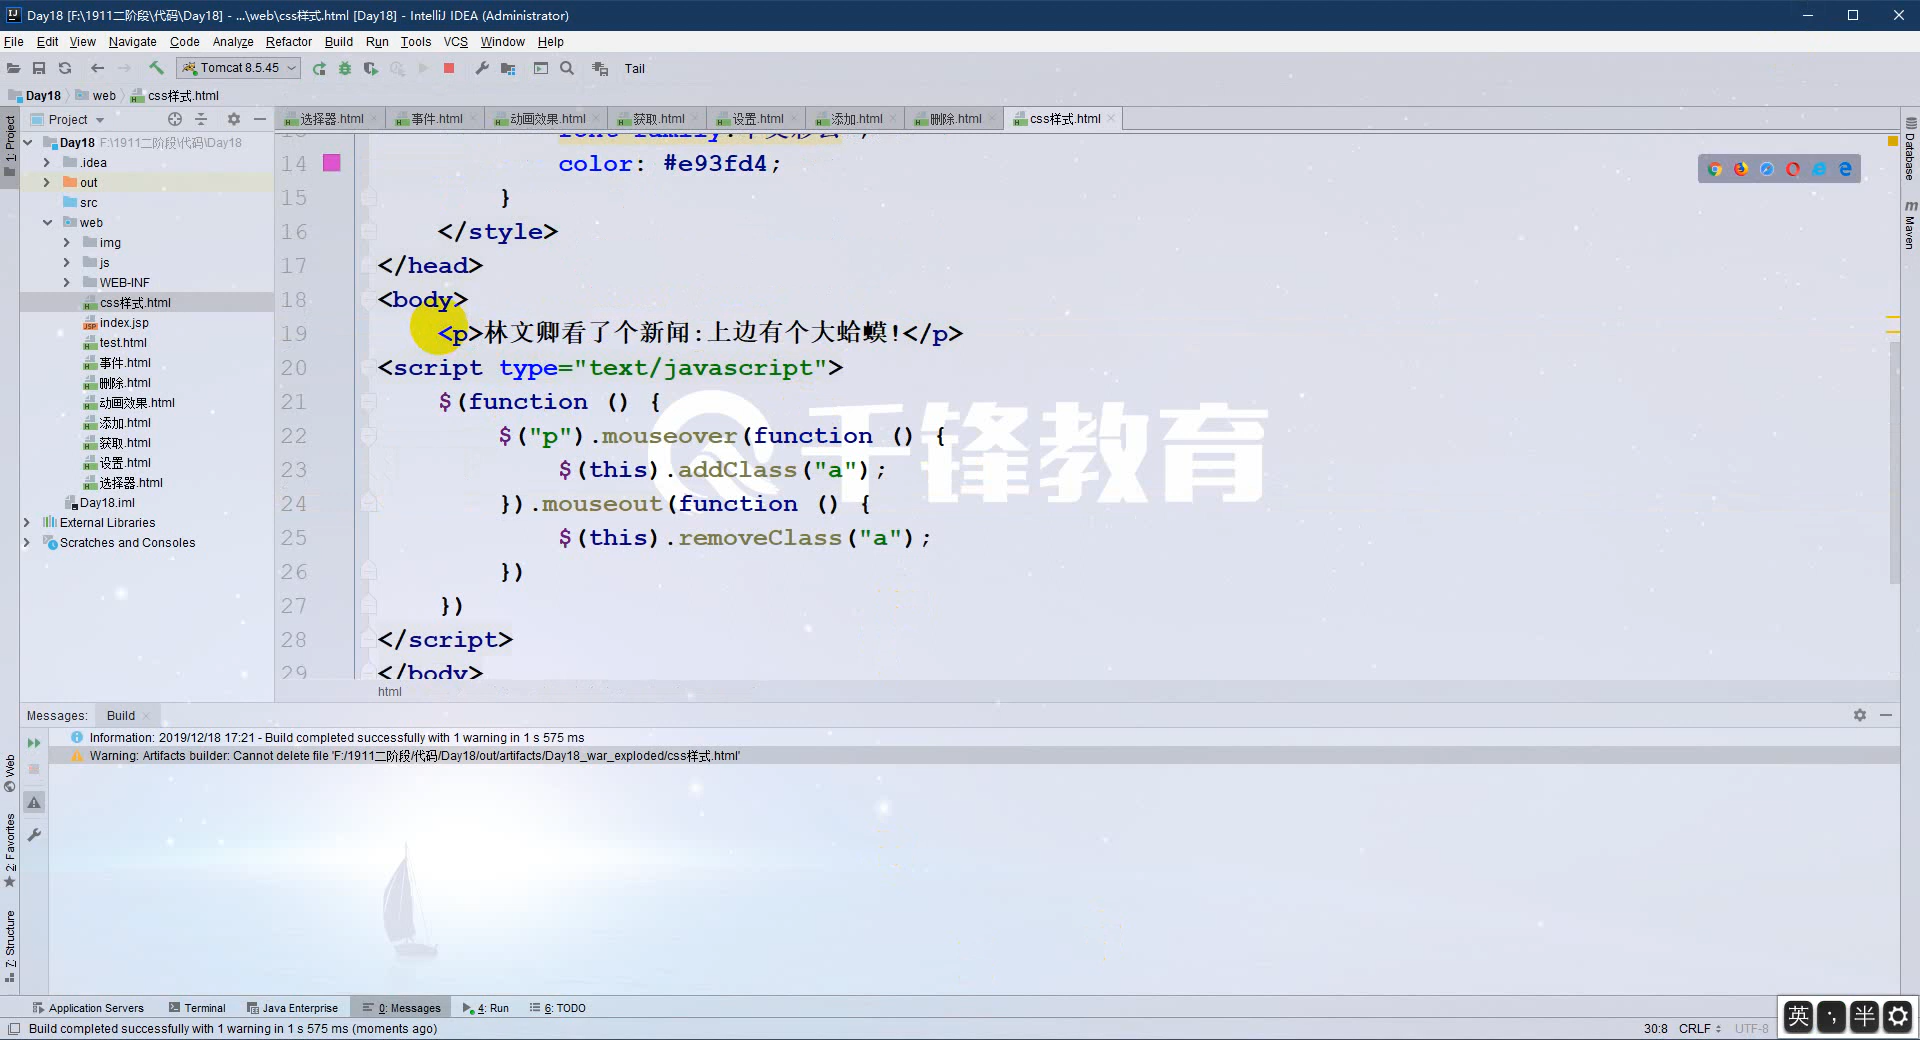 Day18 [F:\1911二阶段\代码\Day18] - ...\web\css样式.html [Day18] - IntelliJ IDEA (Administrator)
File Edit View Navigate Code Analyze Refactor Build Run Tools VCS Window Help
Tomcat 8.5.45 Tail
Day18 web css样式.html
Project 选择器.html 事件.html 动画效果.html 获取.html 设置.html 添加.html 删除.html css样式.html
1: Project
Database
Maven
Day18 F:\1911二阶段\代码\Day18
.idea
out
src
web
img
js
WEB-INF
css样式.html
index.jsp
test.html
事件.html
删除.html
动画效果.html
添加.html
获取.html
设置.html
选择器.html
Day18.iml
External Libraries
Scratches and Consoles
14 color: #e93fd4;
15 }
16 </style>
17 </head>
18 <body>
19 <p>林文卿看了个新闻:上边有个大蛤蟆!</p>
20 <script type="text/javascript">
21 $(function () {
22 $("p").mouseover(function () {
23 $(this).addClass("a");
24 }).mouseout(function () {
25 $(this).removeClass("a");
26 })
27 })
28 </script>
29 </body>
千锋教育
html
Messages: Build
Information: 2019/12/18 17:21 - Build completed successfully with 1 warning in 1 s 575 ms
Warning: Artifacts builder: Cannot delete file 'F:/1911二阶段/代码/Day18/out/artifacts/Day18_war_exploded/css样式.html'
Web
2: Favorites
7: Structure
Application Servers Terminal Java Enterprise 0: Messages 4: Run 6: TODO
Build completed successfully with 1 warning in 1 s 575 ms (moments ago)
30:8 CRLF UTF-8
英 半